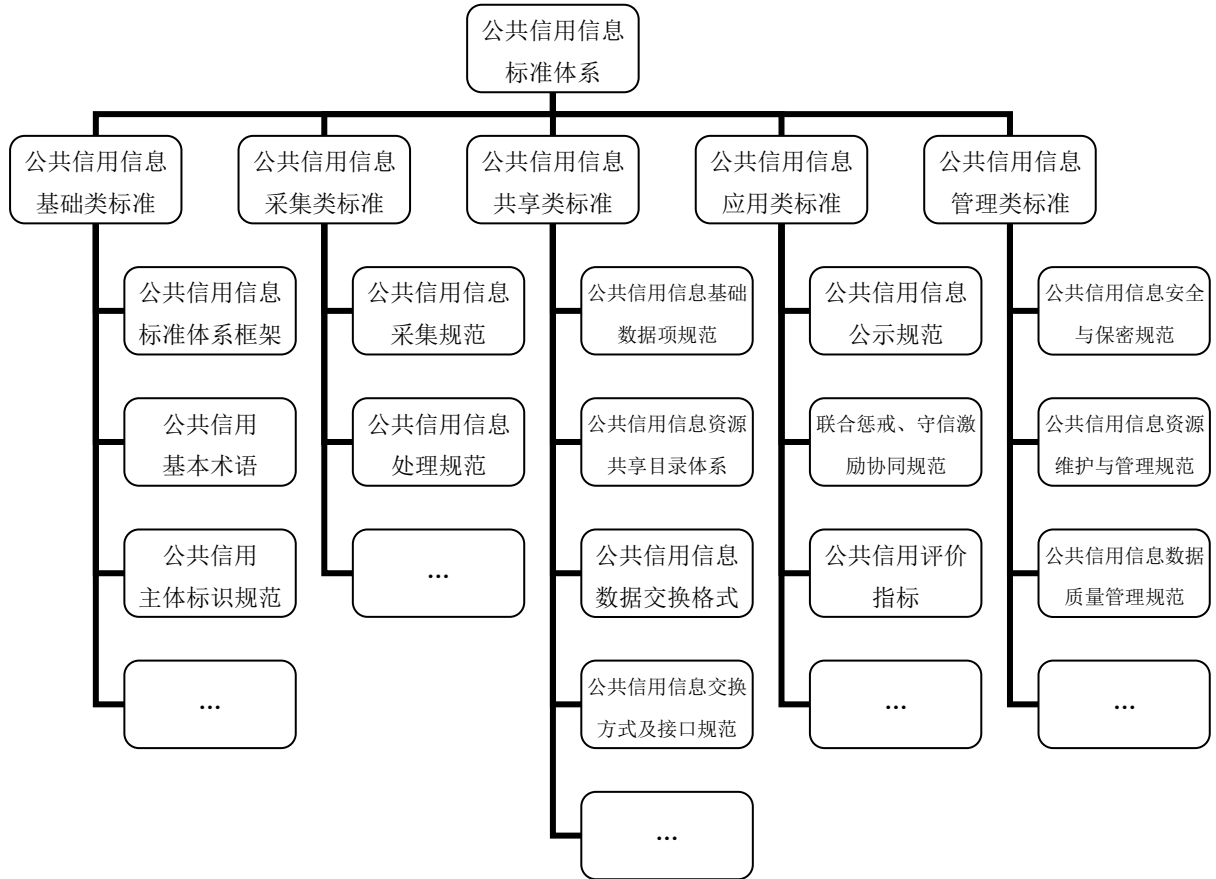 公共信用信息
标准体系
公共信用信息
基础类标准
公共信用信息
采集类标准
公共信用信息
共享类标准
公共信用信息
应用类标准
公共信用信息
管理类标准
公共信用信息
标准体系框架
公共信用
基本术语
公共信用
主体标识规范
...
公共信用信息
采集规范
公共信用信息
处理规范
...
公共信用信息基础
数据项规范
公共信用信息资源
共享目录体系
公共信用信息
数据交换格式
公共信用信息交换
方式及接口规范
...
公共信用信息
公示规范
联合惩戒、守信激
励协同规范
公共信用评价
指标
...
公共信用信息安全
与保密规范
公共信用信息资源
维护与管理规范
公共信用信息数据
质量管理规范
...